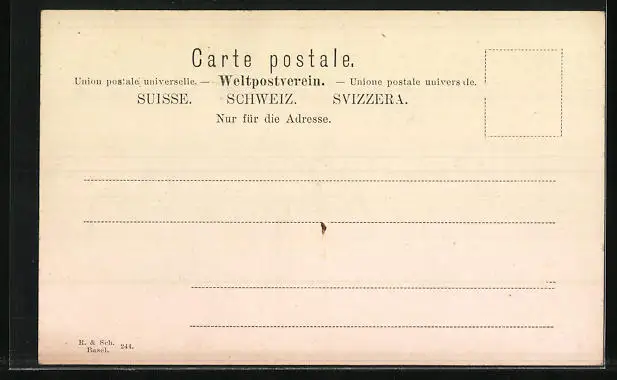 Carte postale.
Union postale universelle. — Weltpostverein. — Unione postale universale.
SUISSE. SCHWEIZ. SVIZZERA.
Nur für die Adresse.
R. & Sch. 244.
Basel.